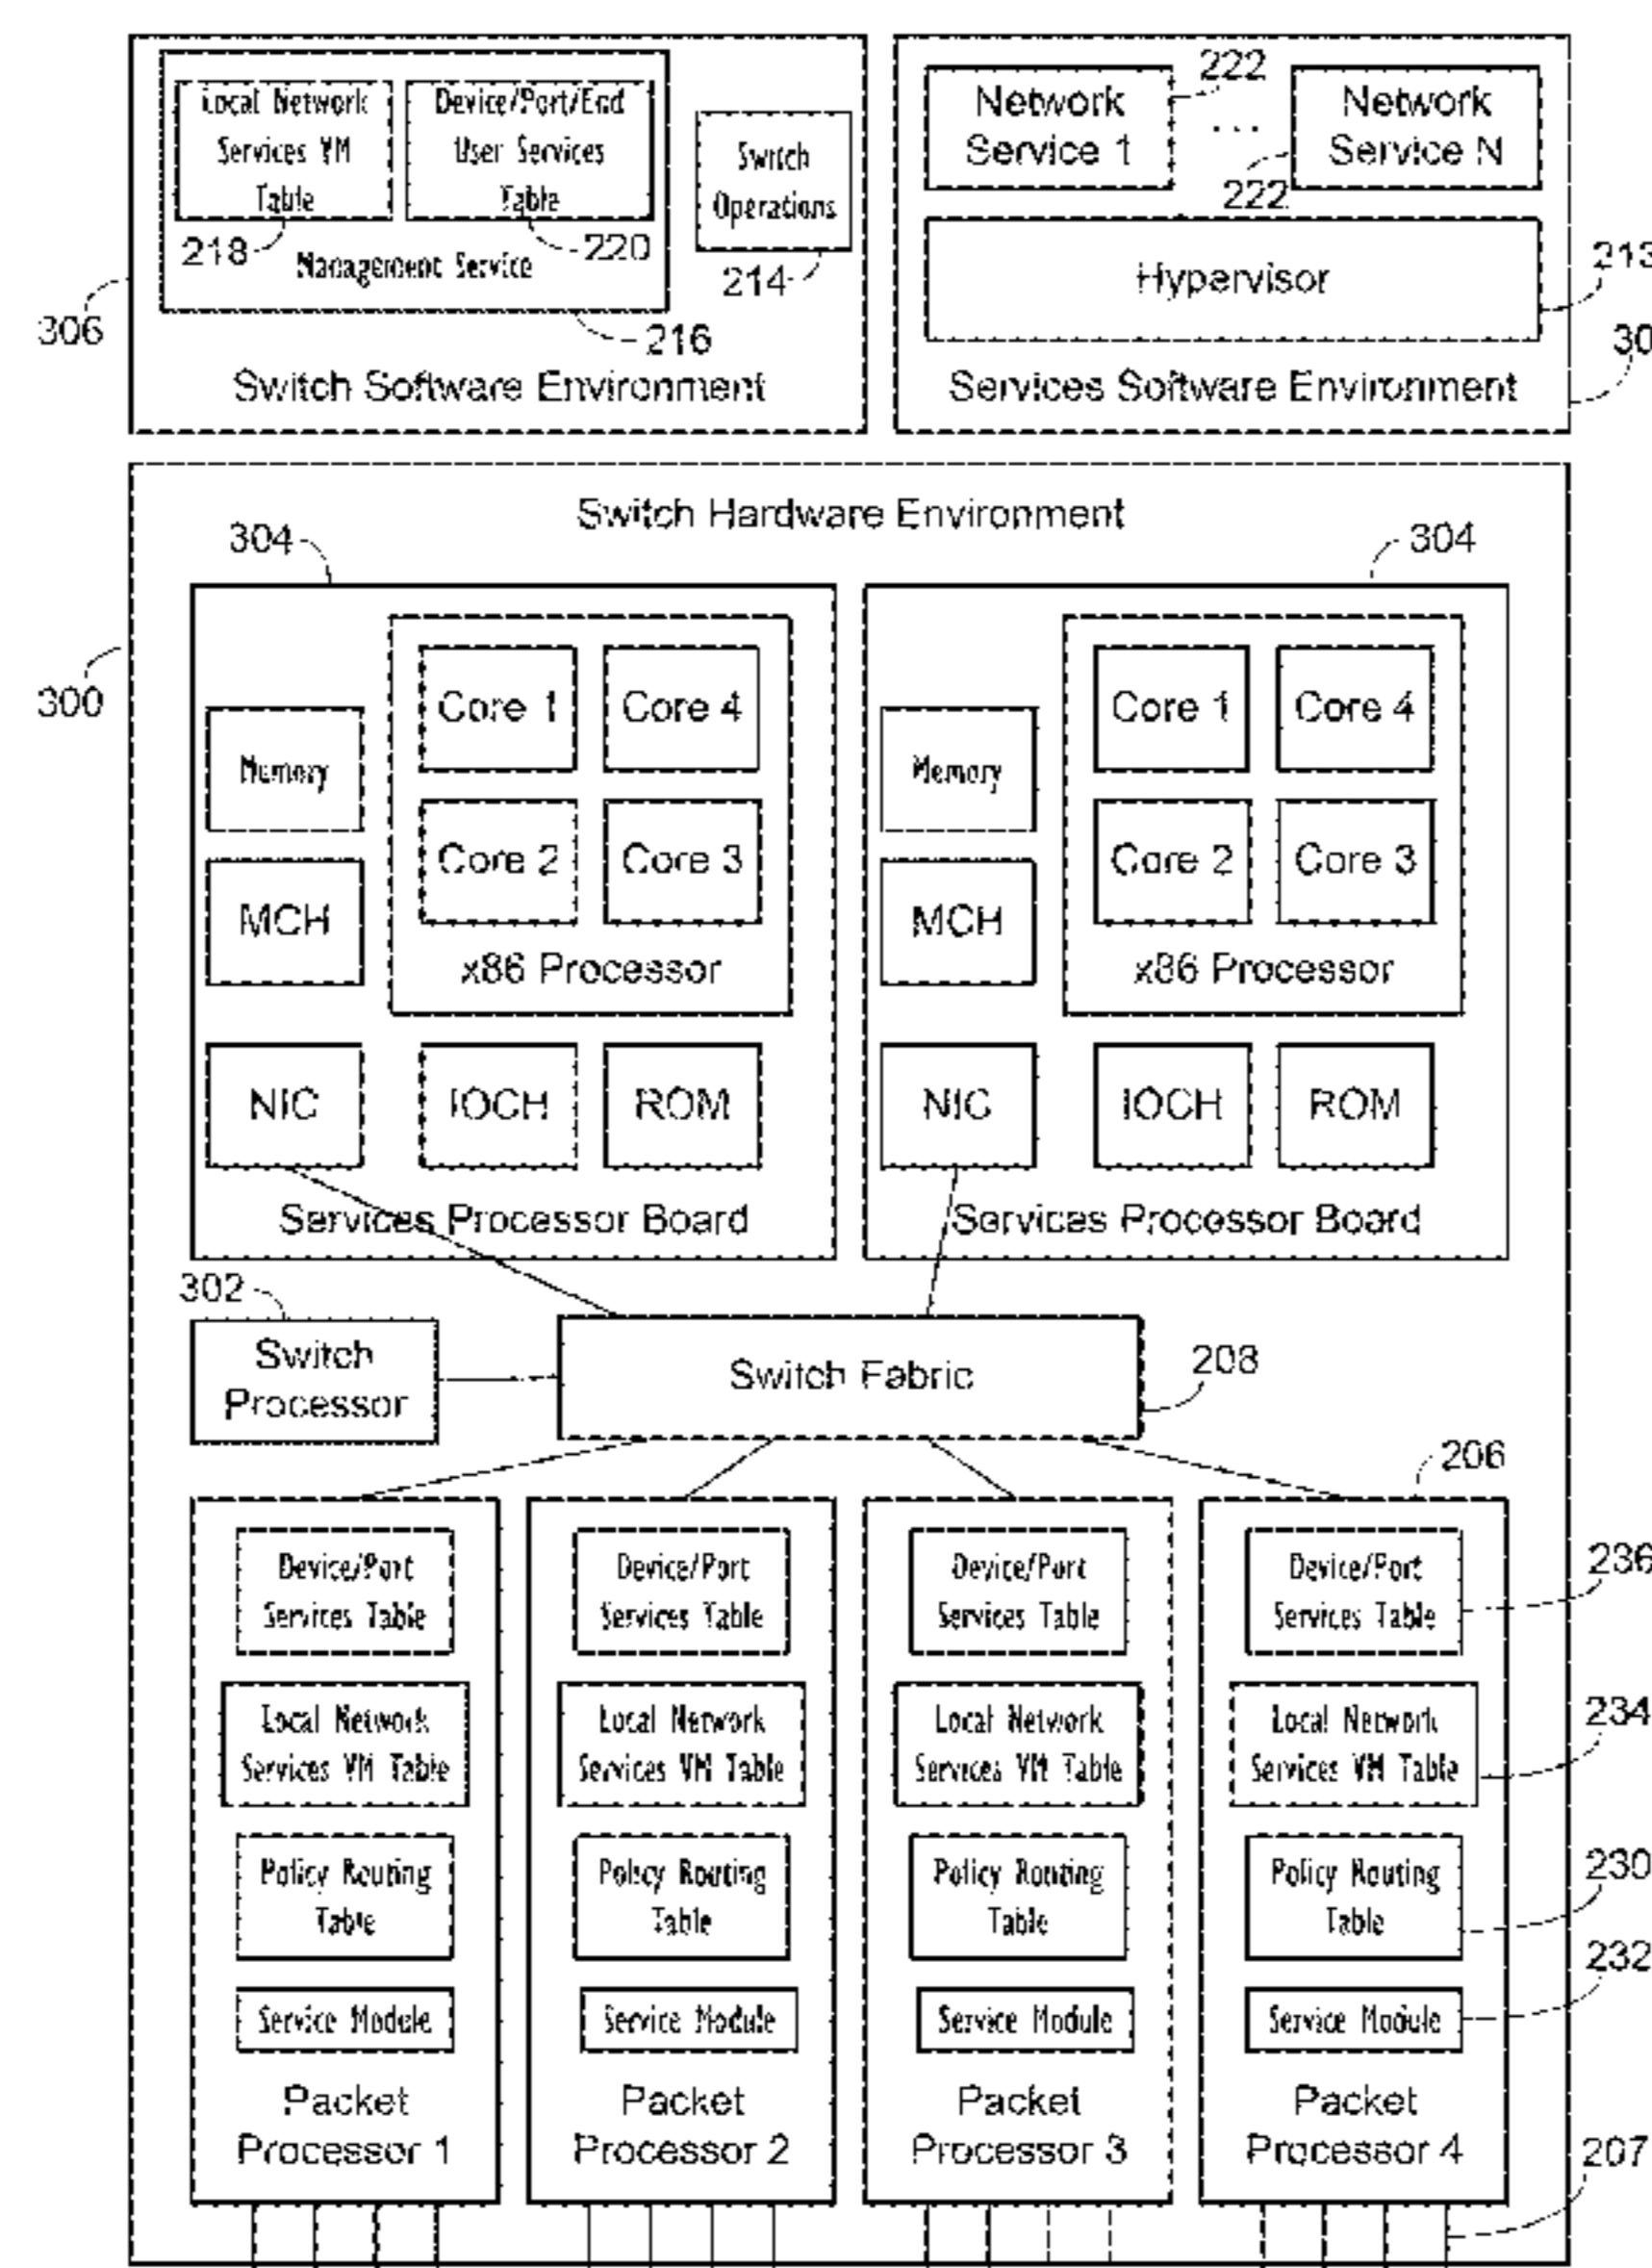 Local Network
Services VM
Table
218
Device/Port/End
User Services
Table
220
Management Service
216
Switch
Operations
214
306
Switch Software Environment
Network
Service 1
222
...
222
Network
Service N
Hypervisor
213
30
Services Software Environment
Switch Hardware Environment
300
304
304
Core 1
Core 4
Memory
Core 2
Core 3
MCH
x86 Processor
NIC
IOCH
ROM
Services Processor Board
Core 1
Core 4
Memory
Core 2
Core 3
MCH
x86 Processor
NIC
IOCH
ROM
Services Processor Board
302
Switch
Processor
Switch Fabric
208
206
Device/Port
Services Table
Local Network
Services VM Table
Policy Routing
Table
Service Module
Packet
Processor 1
Device/Port
Services Table
Local Network
Services VM Table
Policy Routing
Table
Service Module
Packet
Processor 2
Device/Port
Services Table
Local Network
Services VM Table
Policy Routing
Table
Service Module
Packet
Processor 3
Device/Port
Services Table
236
Local Network
Services VM Table
234
Policy Routing
Table
230
Service Module
232
Packet
Processor 4
207